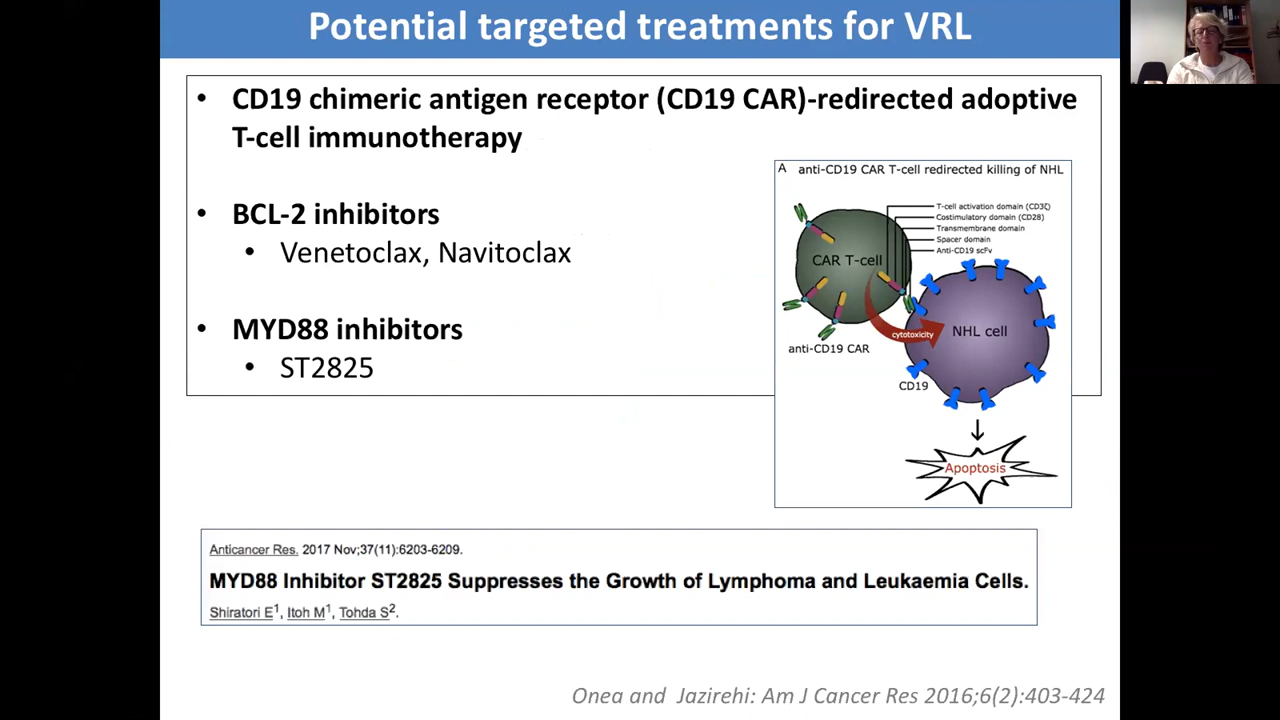 Potential targeted treatments for VRL
• CD19 chimeric antigen receptor (CD19 CAR)-redirected adoptive
T-cell immunotherapy
• BCL-2 inhibitors
• Venetoclax, Navitoclax
• MYD88 inhibitors
• ST2825
A anti-CD19 CAR T-cell redirected killing of NHL
T-cell activation domain (CD3ζ)
Costimulatory domain (CD28)
Transmembrane domain
Spacer domain
Anti-CD19 scFv
CAR T-cell
NHL cell
cytotoxicity
anti-CD19 CAR
CD19
Apoptosis
Anticancer Res. 2017 Nov;37(11):6203-6209.
MYD88 Inhibitor ST2825 Suppresses the Growth of Lymphoma and Leukaemia Cells.
Shiratori E1, Itoh M1, Tohda S2.
Onea and Jazirehi: Am J Cancer Res 2016;6(2):403-424